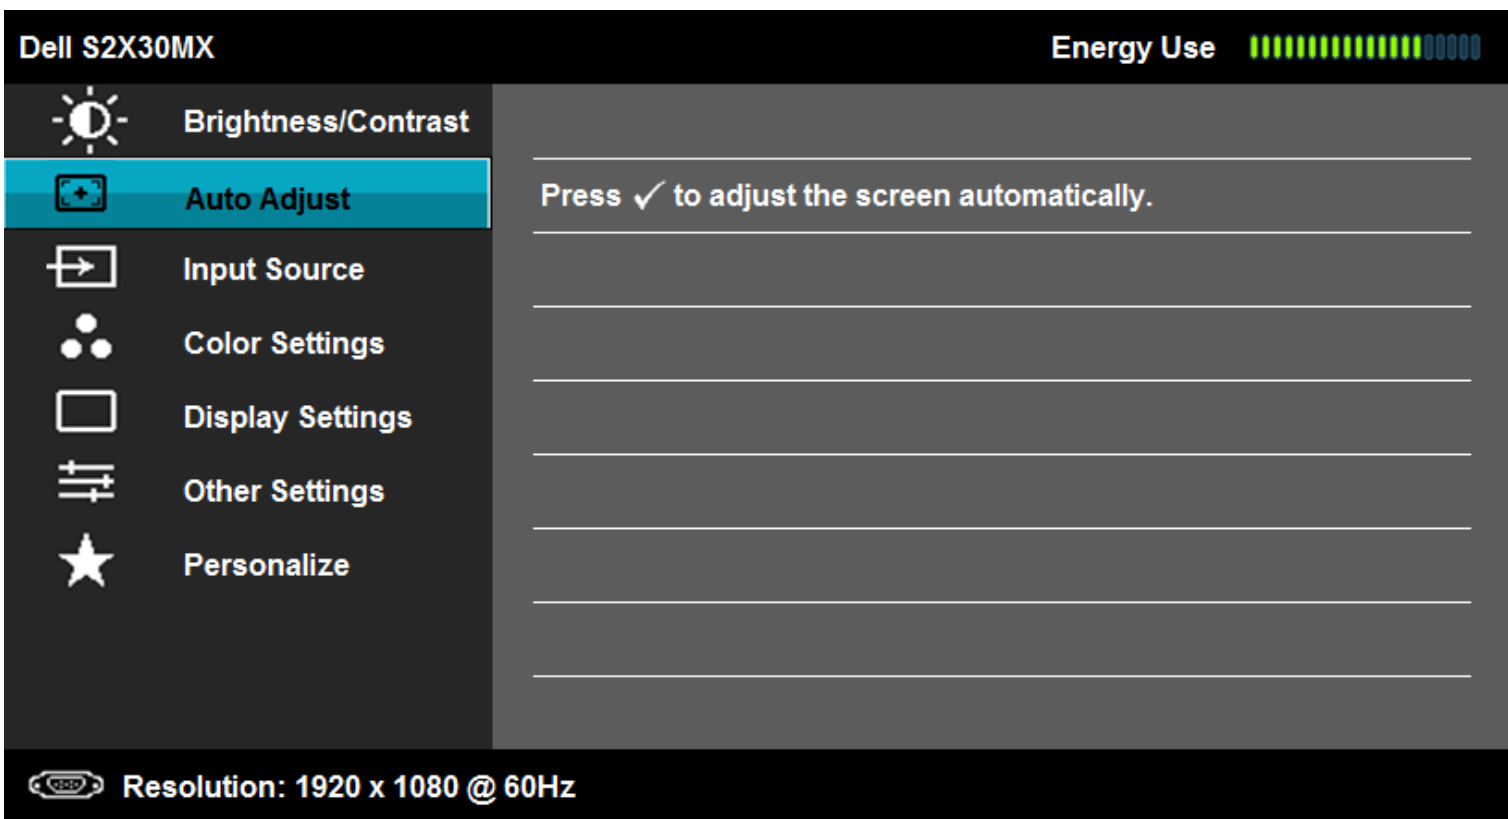 Dell S2X30MX
Energy Use
Brightness/Contrast
Auto Adjust
Press ✓ to adjust the screen automatically.
Input Source
Color Settings
Display Settings
Other Settings
Personalize
Resolution: 1920 x 1080 @ 60Hz